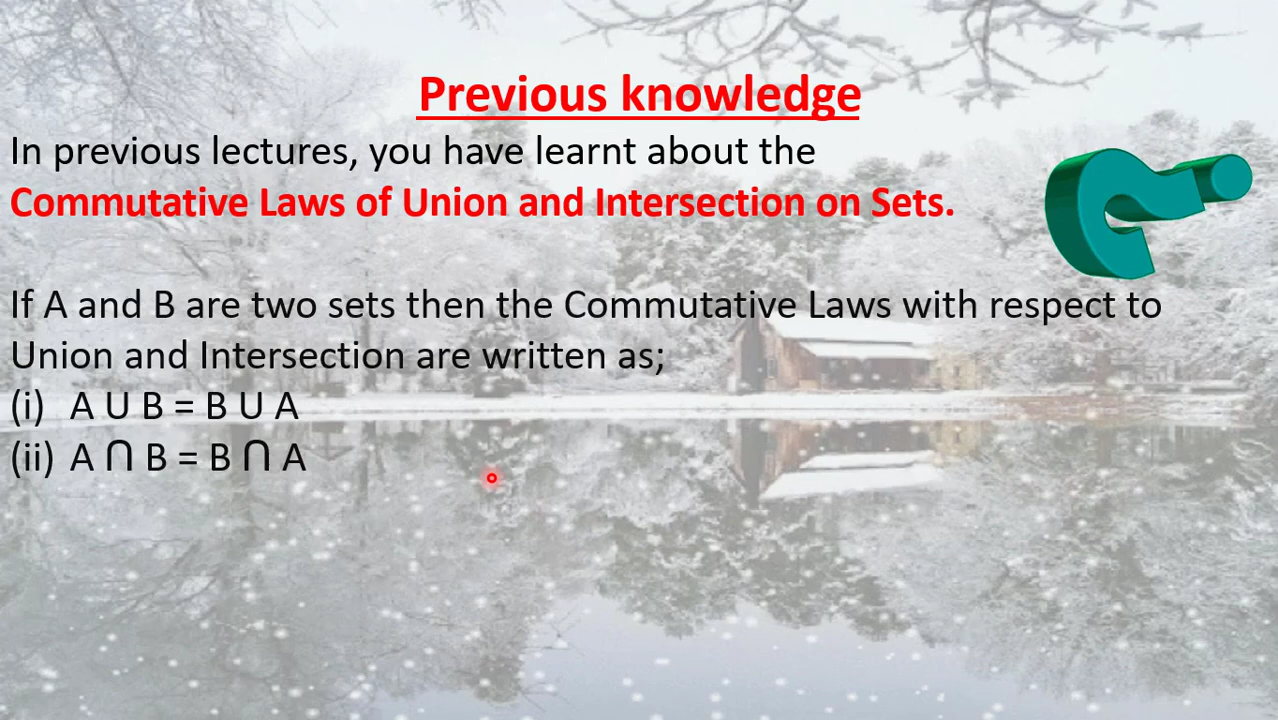 Previous knowledge
In previous lectures, you have learnt about the
Commutative Laws of Union and Intersection on Sets.
If A and B are two sets then the Commutative Laws with respect to
Union and Intersection are written as;
(i) A U B = B U A
(ii) A ∩ B = B ∩ A
?